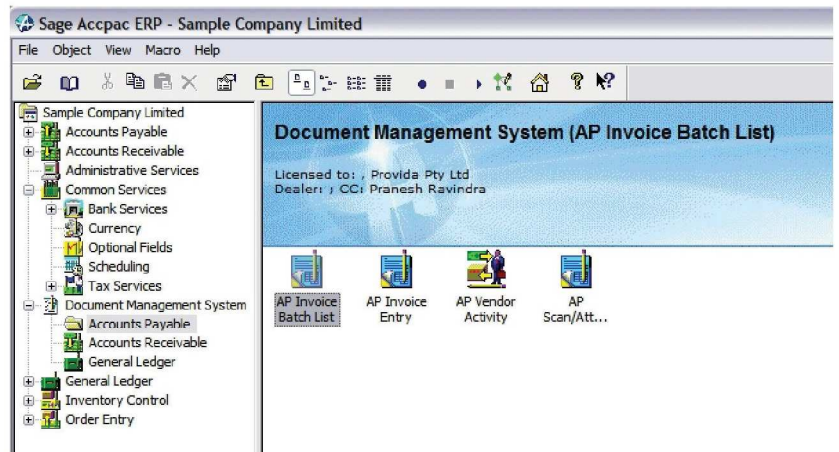 Sage Accpac ERP - Sample Company Limited
File Object View Macro Help
Sample Company Limited
Accounts Payable
Accounts Receivable
Administrative Services
Common Services
Bank Services
Currency
Optional Fields
Scheduling
Tax Services
Document Management System
Accounts Payable
Accounts Receivable
General Ledger
General Ledger
Inventory Control
Order Entry
Document Management System (AP Invoice Batch List)
Licensed to: , Provida Pty Ltd
Dealer: , CC: Pranesh Ravindra
AP Invoice
Batch List
AP Invoice
Entry
AP Vendor
Activity
AP
Scan/Att...